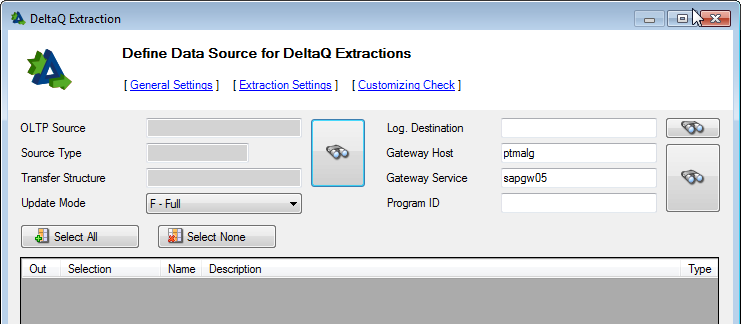 DeltaQ Extraction
Define Data Source for DeltaQ Extractions
[ General Settings ] [ Extraction Settings ] [ Customizing Check ]
OLTP Source
Source Type
Transfer Structure
Update Mode F - Full
Log. Destination
Gateway Host ptmalg
Gateway Service sapgw05
Program ID
Select All Select None
Out Selection Name Description Type